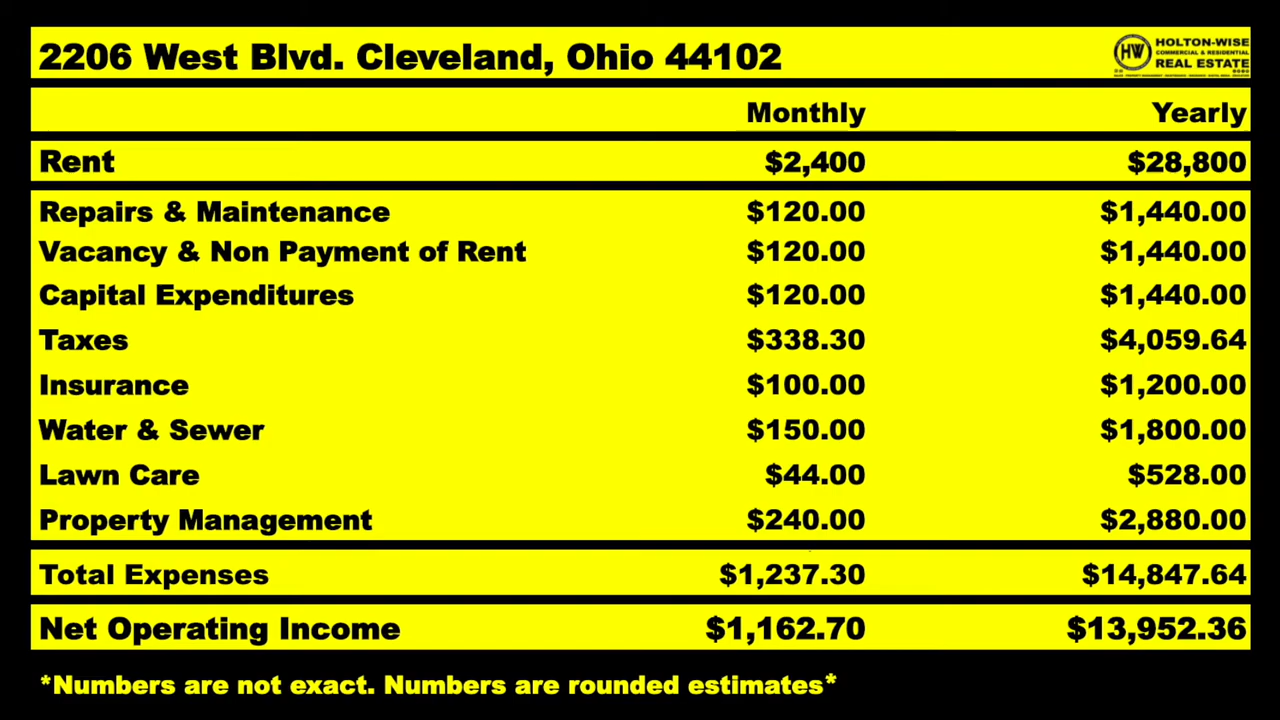 2206 West Blvd. Cleveland, Ohio 44102
HW
HOLTON-WISE
COMMERCIAL & RESIDENTIAL
REAL ESTATE
Monthly Yearly
Rent $2,400 $28,800
Repairs & Maintenance $120.00 $1,440.00
Vacancy & Non Payment of Rent $120.00 $1,440.00
Capital Expenditures $120.00 $1,440.00
Taxes $338.30 $4,059.64
Insurance $100.00 $1,200.00
Water & Sewer $150.00 $1,800.00
Lawn Care $44.00 $528.00
Property Management $240.00 $2,880.00
Total Expenses $1,237.30 $14,847.64
Net Operating Income $1,162.70 $13,952.36
*Numbers are not exact. Numbers are rounded estimates*